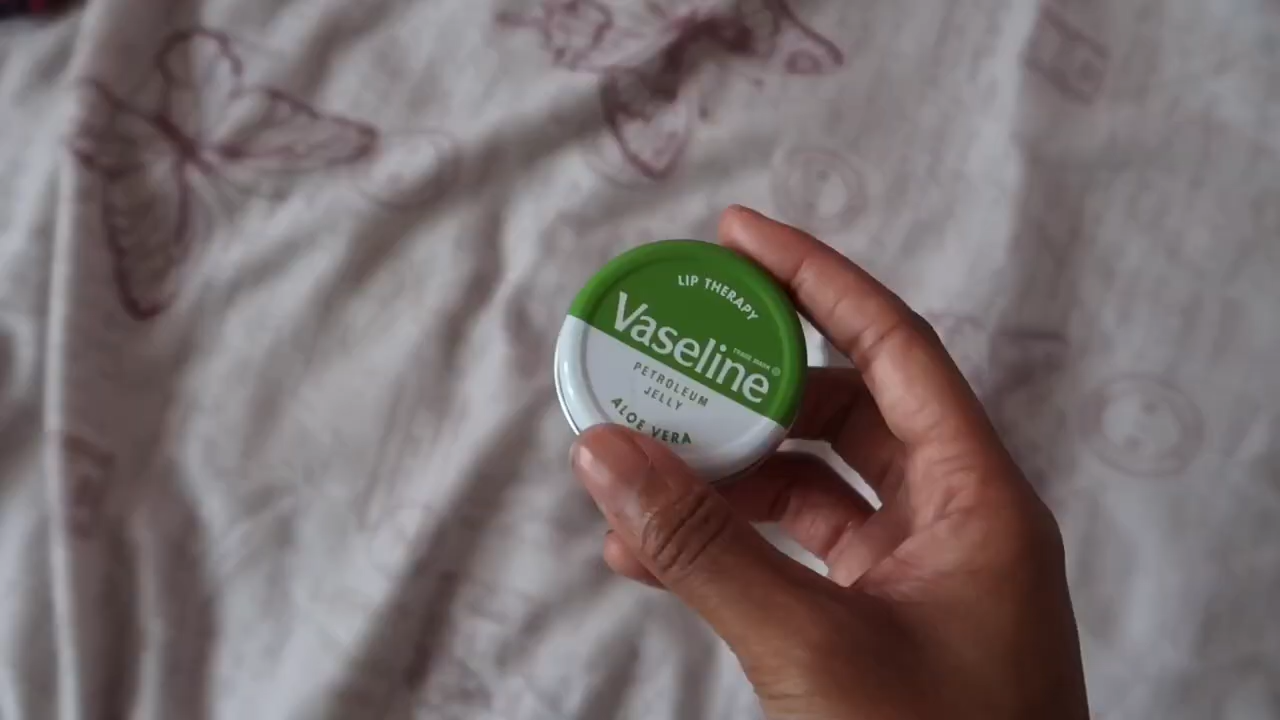 LIP THERAPY
Vaseline
TRADE MARK ®
PETROLEUM
JELLY
ALOE VERA